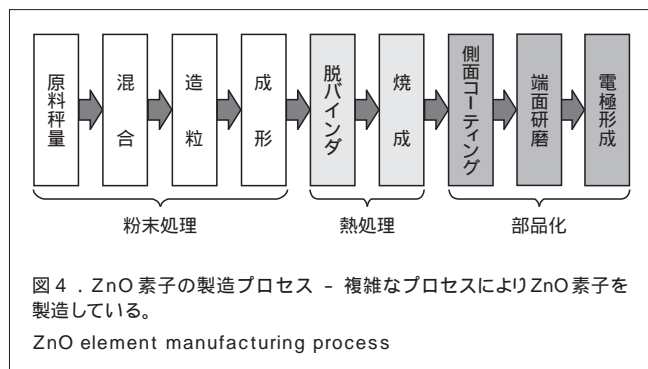 原料秤量
混合
造粒
成形
脱バインダ
焼成
側面コーティング
端面研磨
電極形成
粉末処理
熱処理
部品化
図4．ZnO素子の製造プロセス － 複雑なプロセスによりZnO素子を
製造している。
ZnO element manufacturing process